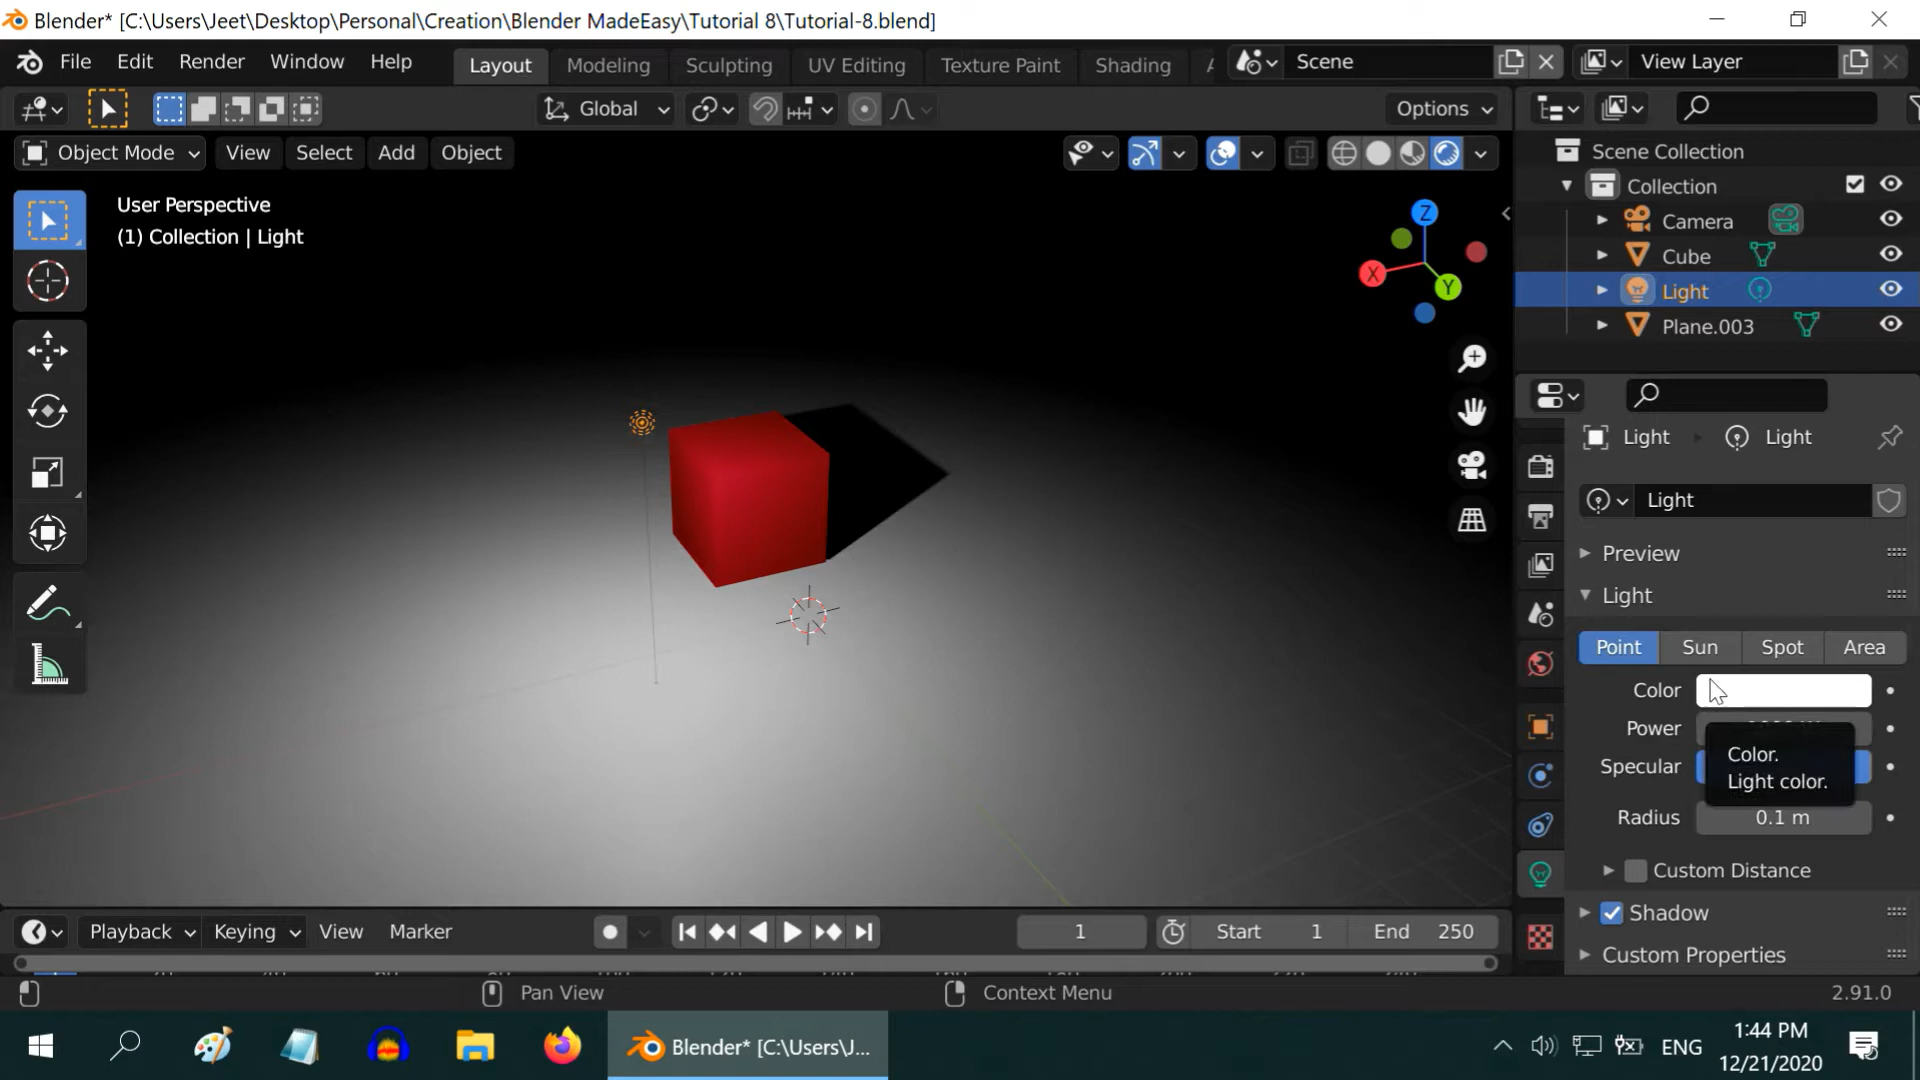 Blender* [C:\Users\Jeet\Desktop\Personal\Creation\Blender MadeEasy\Tutorial 8\Tutorial-8.blend]
File Edit Render Window Help Layout Modeling Sculpting UV Editing Texture Paint Shading Scene View Layer
Global Options
Object Mode View Select Add Object
User Perspective
(1) Collection | Light
Z
X
Y
Scene Collection
Collection
Camera
Cube
Light
Plane.003
Light Light
Light
Preview
Light
Point Sun Spot Area
Color
Power
Specular
Color.
Light color.
Radius 0.1 m
Custom Distance
Shadow
Custom Properties
Playback Keying View Marker 1 Start 1 End 250
Pan View Context Menu 2.91.0
Blender* [C:\Users\J... ENG 1:44 PM
12/21/2020